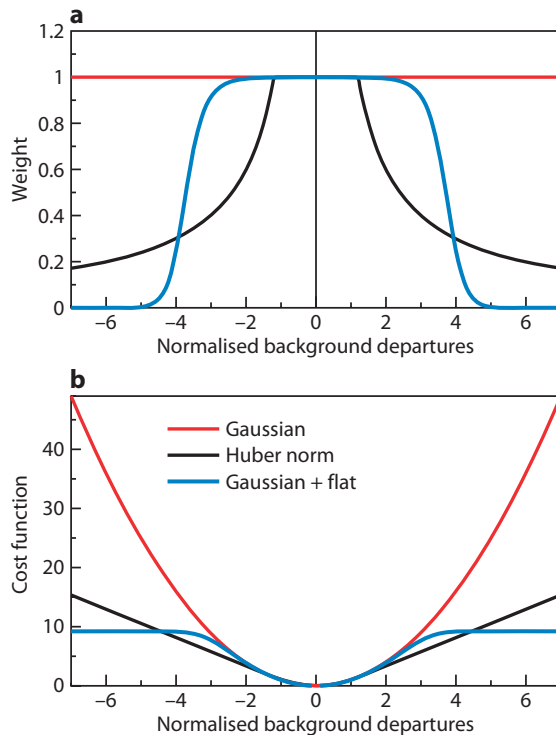 a
1.2
1
0.8
0.6
0.4
0.2
0
Weight
−6 −4 −2 0 2 4 6
Normalised background departures
b
40
30
20
10
0
Cost function
Gaussian
Huber norm
Gaussian + flat
−6 −4 −2 0 2 4 6
Normalised background departures